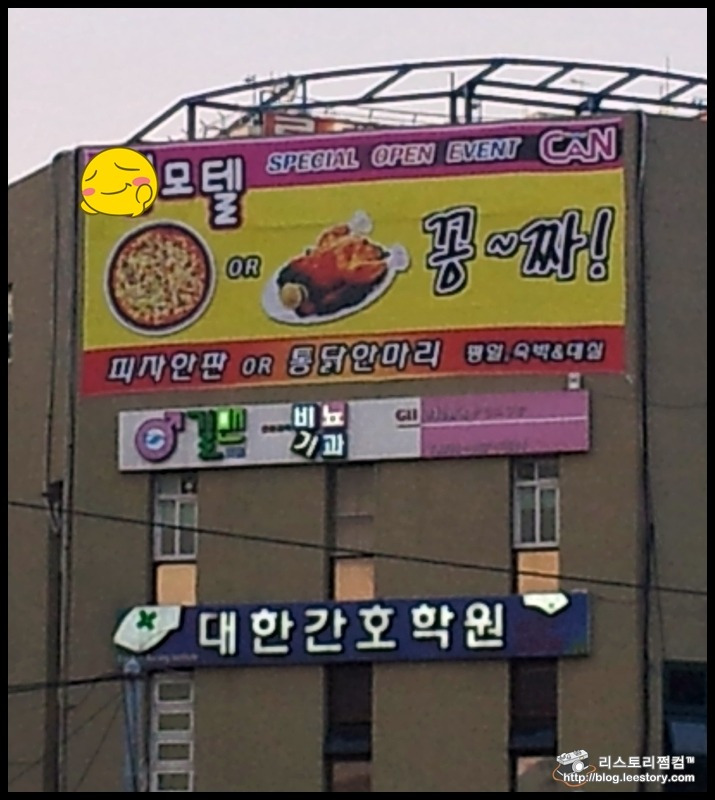 모텔 SPECIAL OPEN EVENT CAN
OR 꽁~짜!
피자한판 OR 통닭한마리 평일,숙박&대실
비뇨
기과
대한간호학원
리스토리쩜컴™
http://blog.leestory.com